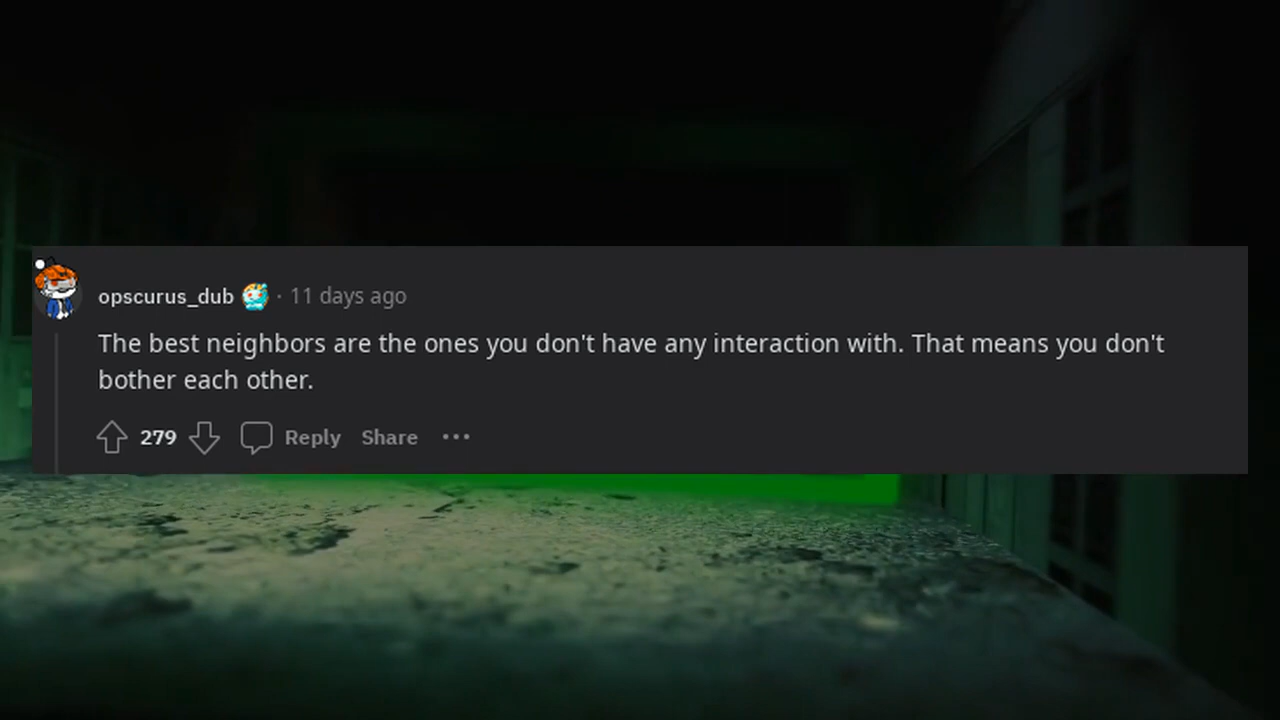 opscurus_dub · 11 days ago
The best neighbors are the ones you don't have any interaction with. That means you don't
bother each other.
279 Reply Share